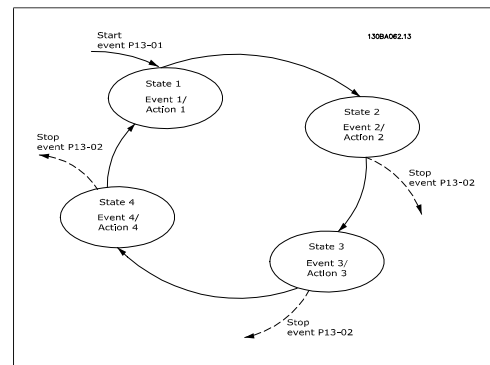 Start
event P13-01
130BA062.13
State 1
Event 1/
Action 1
State 2
Event 2/
Action 2
Stop
event P13-02
Stop
event P13-02
State 4
Event 4/
Action 4
State 3
Event 3/
Action 3
Stop
event P13-02